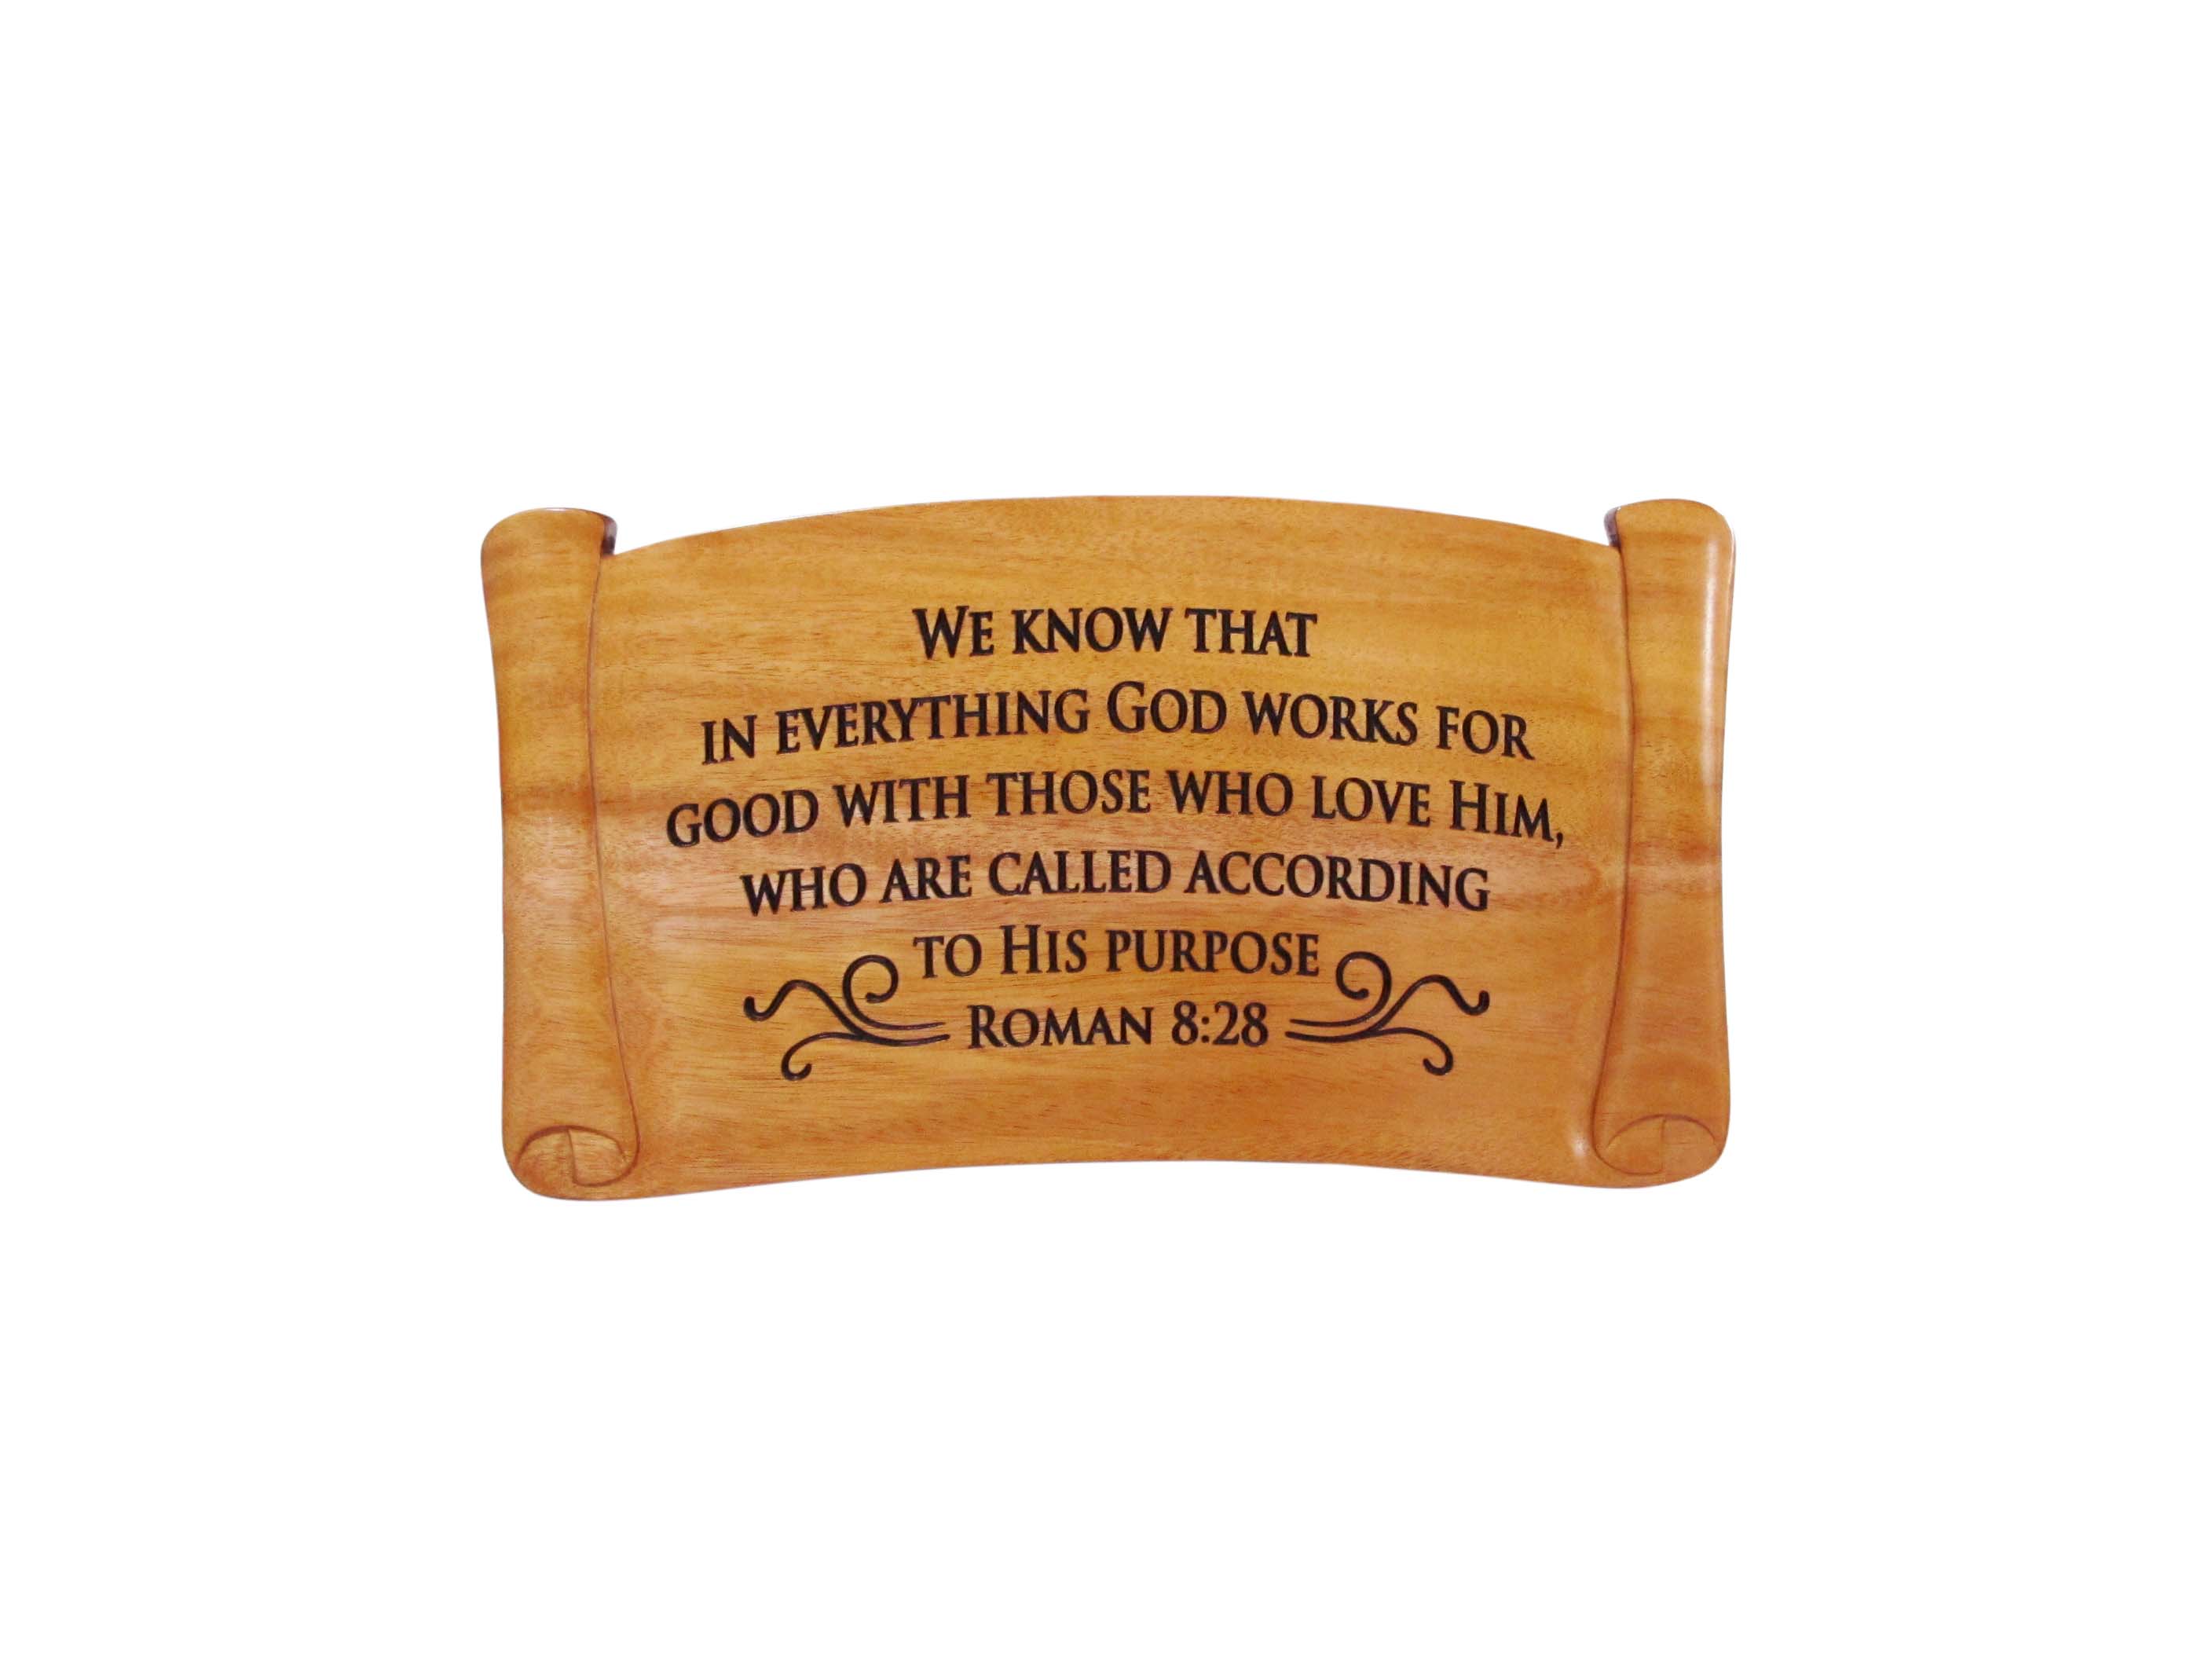 WE KNOW THAT
IN EVERYTHING GOD WORKS FOR
GOOD WITH THOSE WHO LOVE HIM,
WHO ARE CALLED ACCORDING
TO HIS PURPOSE
ROMAN 8:28